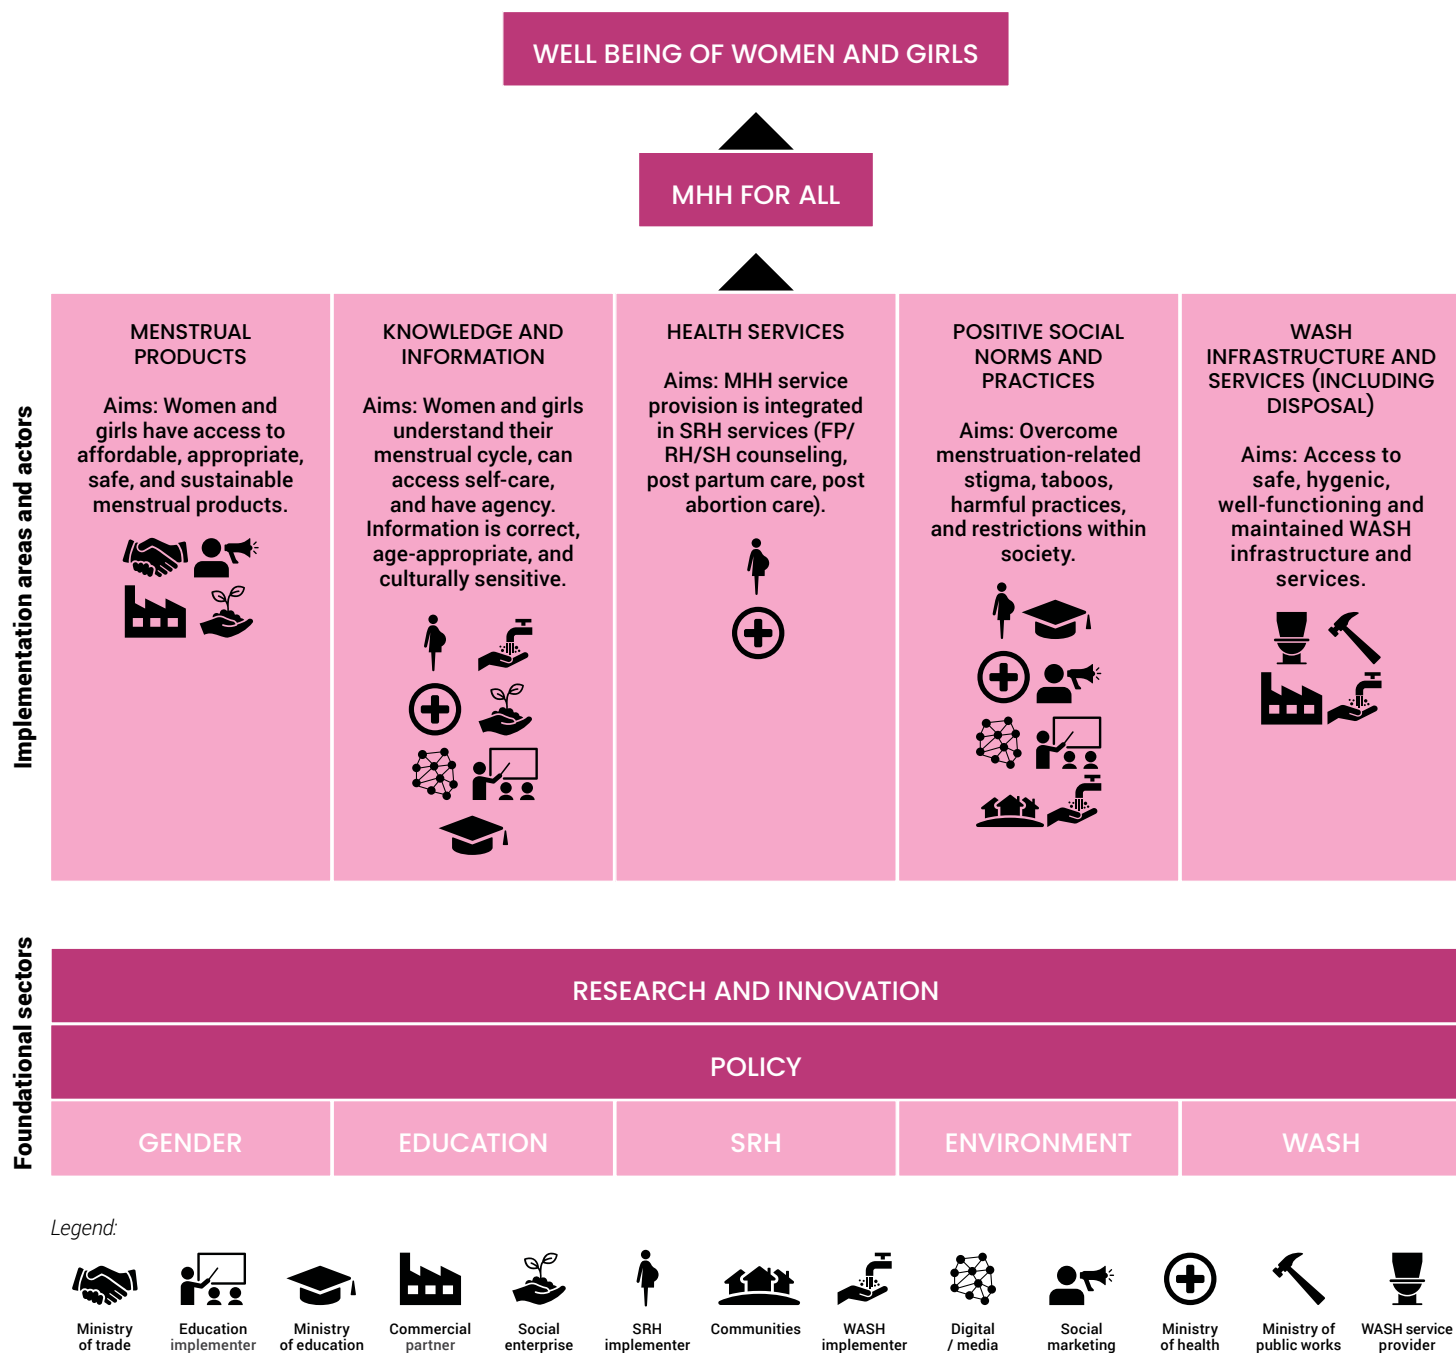 WELL BEING OF WOMEN AND GIRLS
MHH FOR ALL
Implementation areas and actors
MENSTRUAL
PRODUCTS
Aims: Women and
girls have access to
affordable, appropriate,
safe, and sustainable
menstrual products.
KNOWLEDGE AND
INFORMATION
Aims: Women and girls
understand their
menstrual cycle, can
access self-care,
and have agency.
Information is correct,
age-appropriate, and
culturally sensitive.
HEALTH SERVICES
Aims: MHH service
provision is integrated
in SRH services (FP/
RH/SH counseling,
post partum care, post
abortion care).
POSITIVE SOCIAL
NORMS AND
PRACTICES
Aims: Overcome
menstruation-related
stigma, taboos,
harmful practices,
and restrictions within
society.
WASH
INFRASTRUCTURE AND
SERVICES (INCLUDING
DISPOSAL)
Aims: Access to
safe, hygenic,
well-functioning and
maintained WASH
infrastructure and
services.
Foundational sectors
RESEARCH AND INNOVATION
POLICY
GENDER
EDUCATION
SRH
ENVIRONMENT
WASH
Legend:
Ministry
of trade
Education
implementer
Ministry
of education
Commercial
partner
Social
enterprise
SRH
implementer
Communities
WASH
implementer
Digital
/ media
Social
marketing
Ministry
of health
Ministry of
public works
WASH service
provider